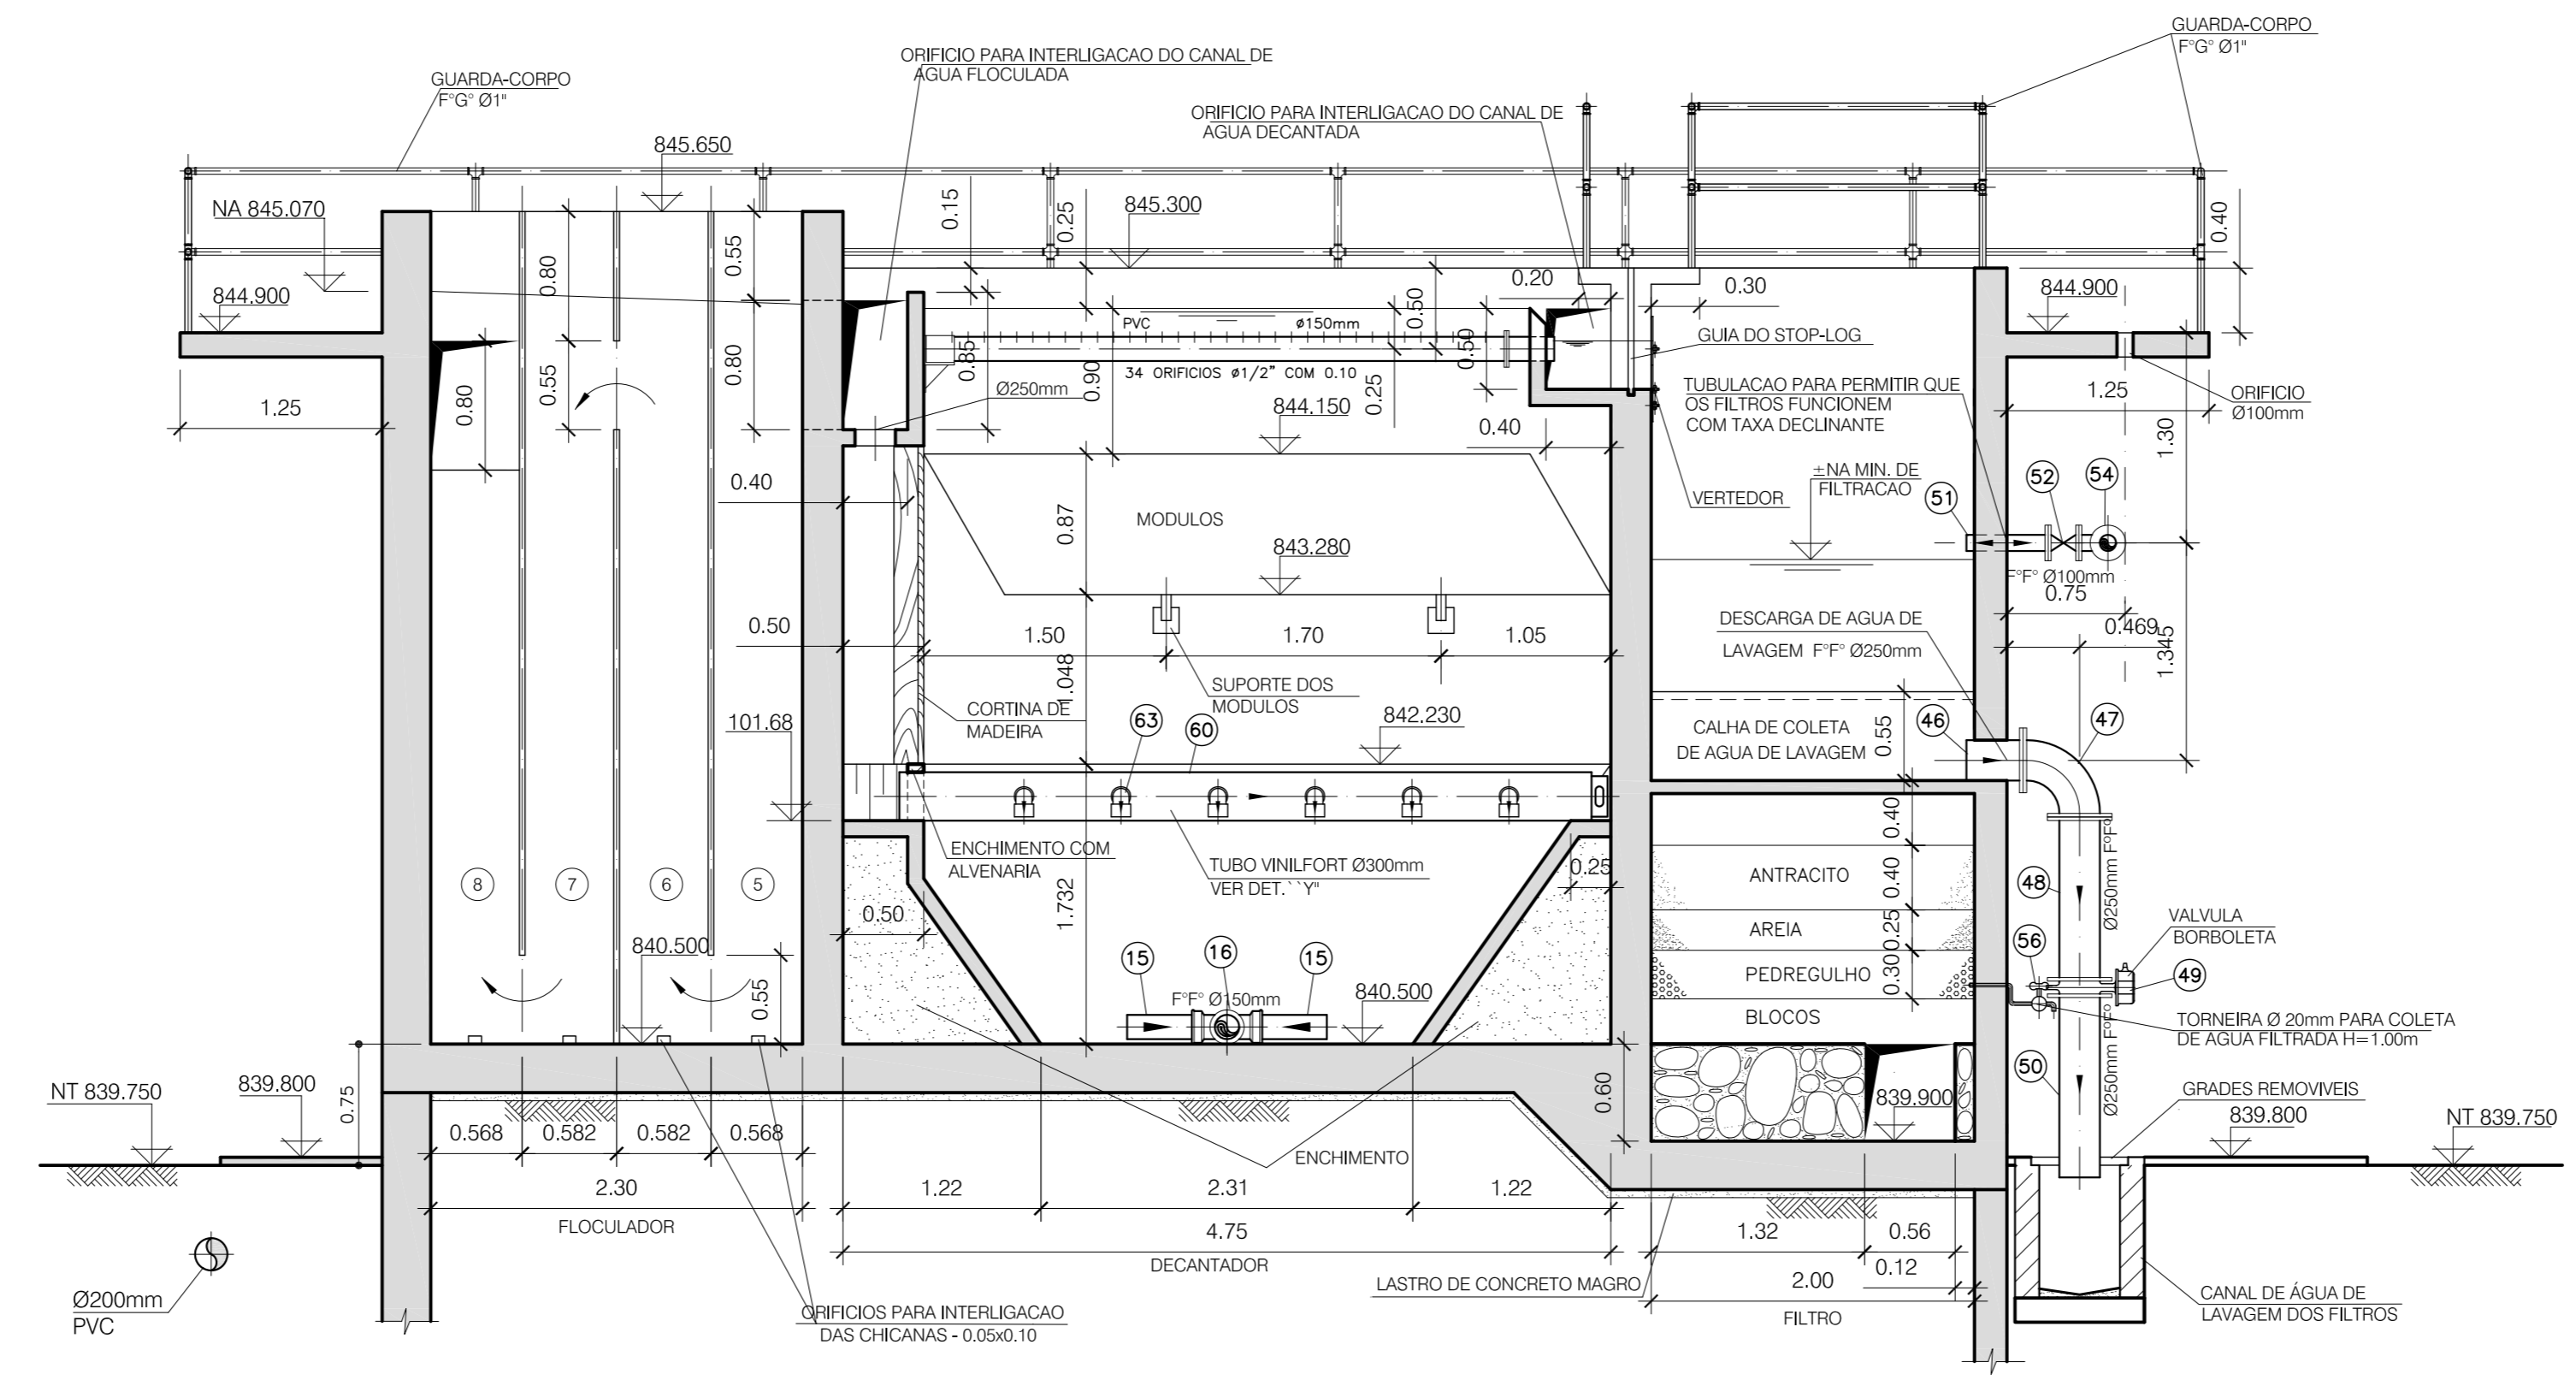 GUARDA-CORPO
F°G° Ø1"
ORIFICIO PARA INTERLIGACAO DO CANAL DE
AGUA FLOCULADA
ORIFICIO PARA INTERLIGACAO DO CANAL DE
AGUA DECANTADA
GUARDA-CORPO
F°G° Ø1"
845.650
NA 845.070
844.900
0.80
0.55
0.55
0.80
0.80
1.25
0.15
0.25
845.300
0.20
0.30
0.40
844.900
PVC
ø150mm
0.50
0.50
34 ORIFICIOS ø1/2” COM 0.10
0.85
0.90
0.25
Ø250mm
844.150
0.40
GUIA DO STOP-LOG
TUBULACAO PARA PERMITIR QUE
OS FILTROS FUNCIONEM
COM TAXA DECLINANTE
1.25
ORIFICIO
Ø100mm
1.30
0.40
0.87
MODULOS
±NA MIN. DE
FILTRACAO
VERTEDOR
51
52
54
843.280
F°F° Ø100mm
0.75
0.469
1.345
0.50
1.50
1.70
1.05
1.048
DESCARGA DE AGUA DE
LAVAGEM F°F° Ø250mm
SUPORTE DOS
MODULOS
CORTINA DE
MADEIRA
101.68
63
60
842.230
CALHA DE COLETA
DE AGUA DE LAVAGEM
0.55
46
47
ENCHIMENTO COM
ALVENARIA
TUBO VINILFORT Ø300mm
VER DET.``Y"
0.25
0.40
ANTRACITO
0.40
AREIA
0.25
PEDREGULHO
0.30
BLOCOS
8
7
6
5
0.50
1.732
840.500
0.55
15
16
15
F°F° Ø150mm
840.500
48
Ø250mm F°F°
VALVULA
BORBOLETA
56
49
TORNEIRA Ø 20mm PARA COLETA
DE AGUA FILTRADA H=1.00m
50
Ø250mm F°F°
GRADES REMOVIVEIS
839.800
NT 839.750
NT 839.750
839.800
0.75
0.60
839.900
0.568
0.582
0.582
0.568
ENCHIMENTO
2.30
FLOCULADOR
1.22
2.31
1.22
4.75
DECANTADOR
1.32
0.56
0.12
2.00
FILTRO
LASTRO DE CONCRETO MAGRO
Ø200mm
PVC
ORIFICIOS PARA INTERLIGACAO
DAS CHICANAS - 0.05x0.10
CANAL DE ÁGUA DE
LAVAGEM DOS FILTROS